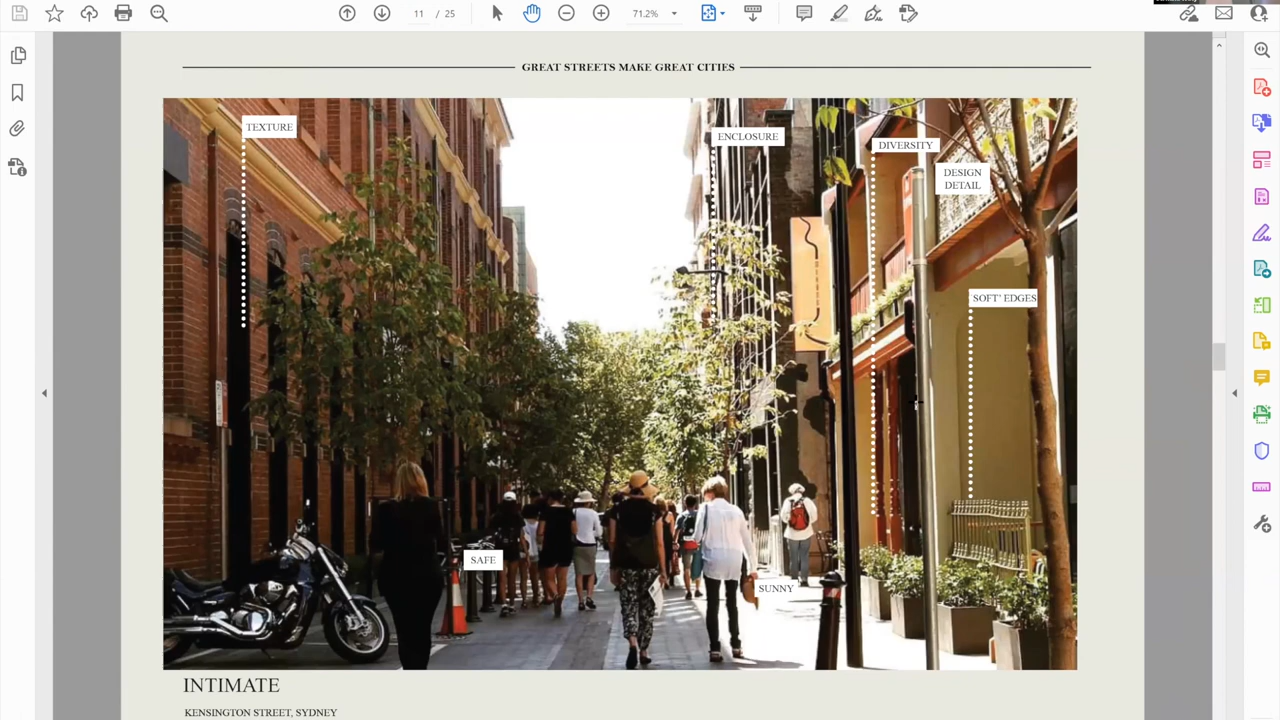 11 / 25
71.2%
GREAT STREETS MAKE GREAT CITIES
TEXTURE
ENCLOSURE
DIVERSITY
DESIGN
DETAIL
SOFT' EDGES
SAFE
SUNNY
INTIMATE
KENSINGTON STREET, SYDNEY